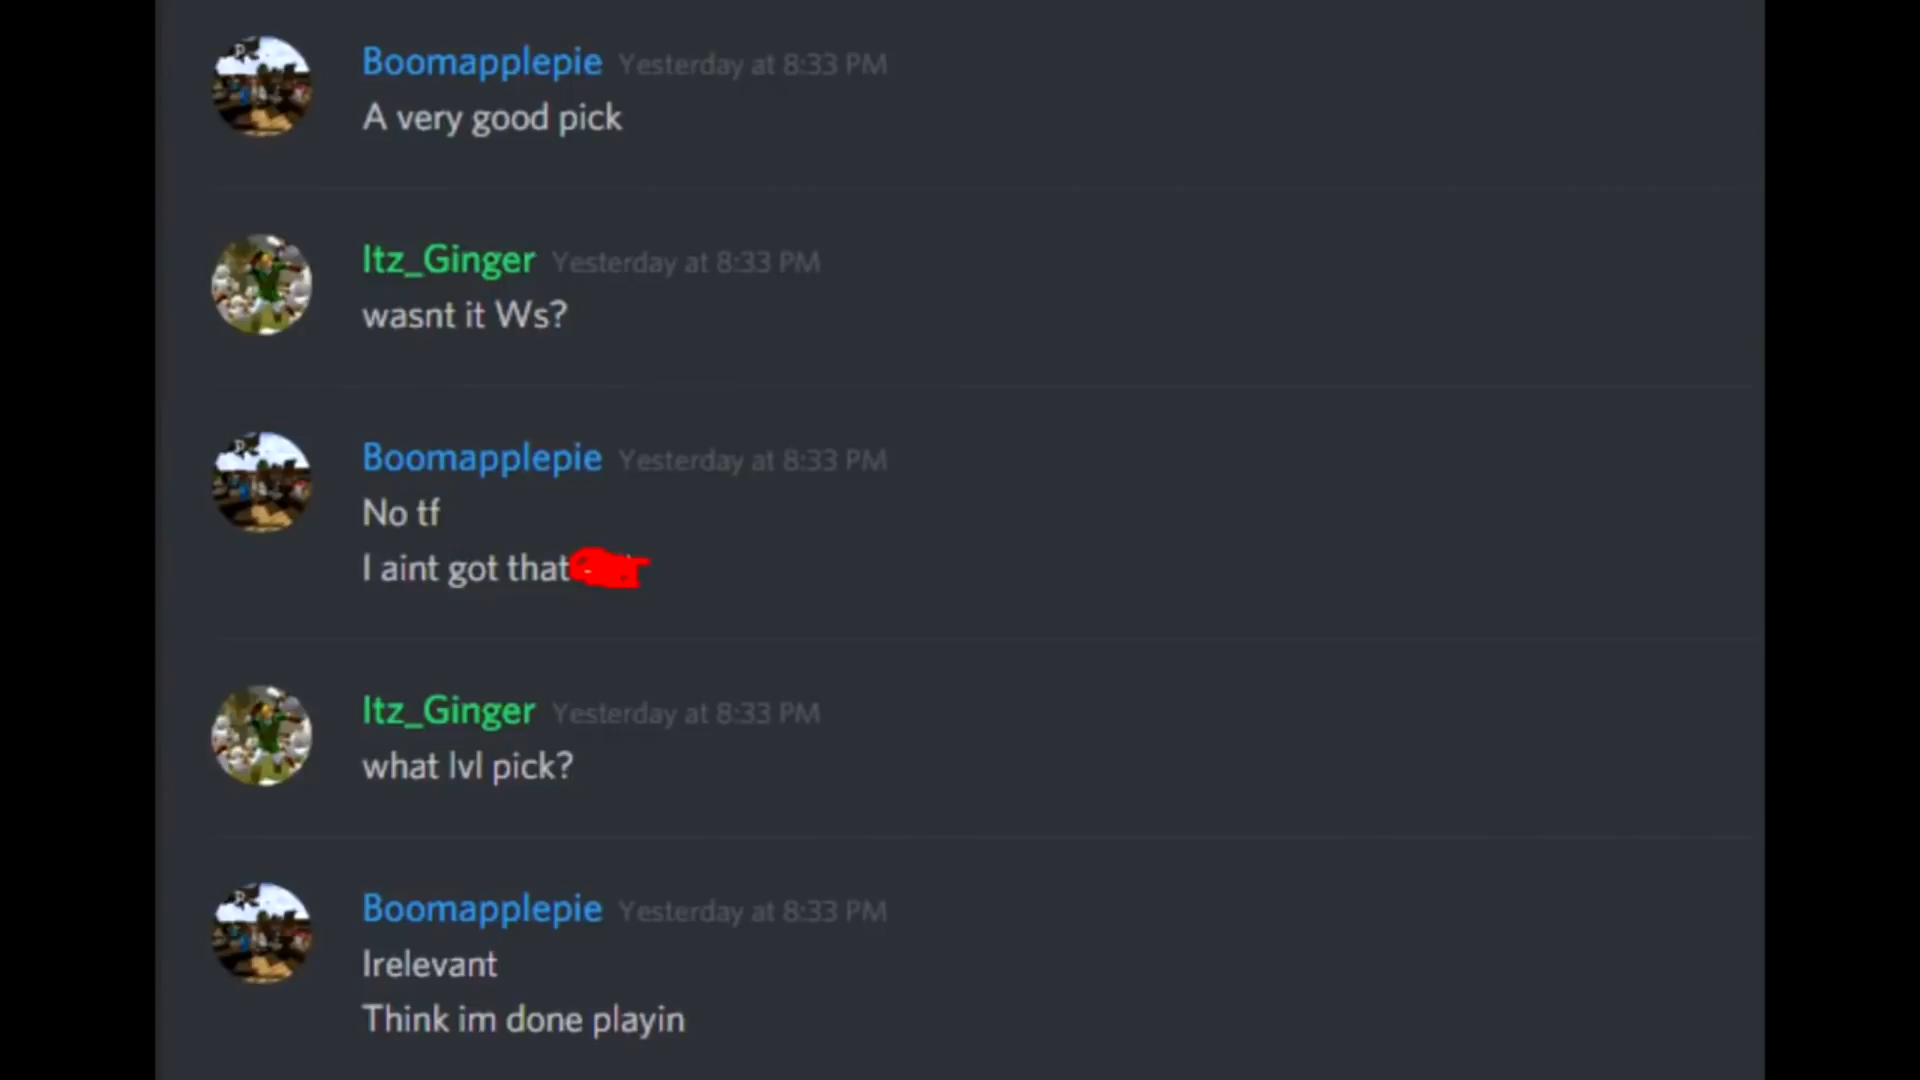 Boomapplepie Yesterday at 8:33 PM
A very good pick
Itz_Ginger Yesterday at 8:33 PM
wasnt it Ws?
Boomapplepie Yesterday at 8:33 PM
No tf
I aint got that
Itz_Ginger Yesterday at 8:33 PM
what lvl pick?
Boomapplepie Yesterday at 8:33 PM
Irelevant
Think im done playin